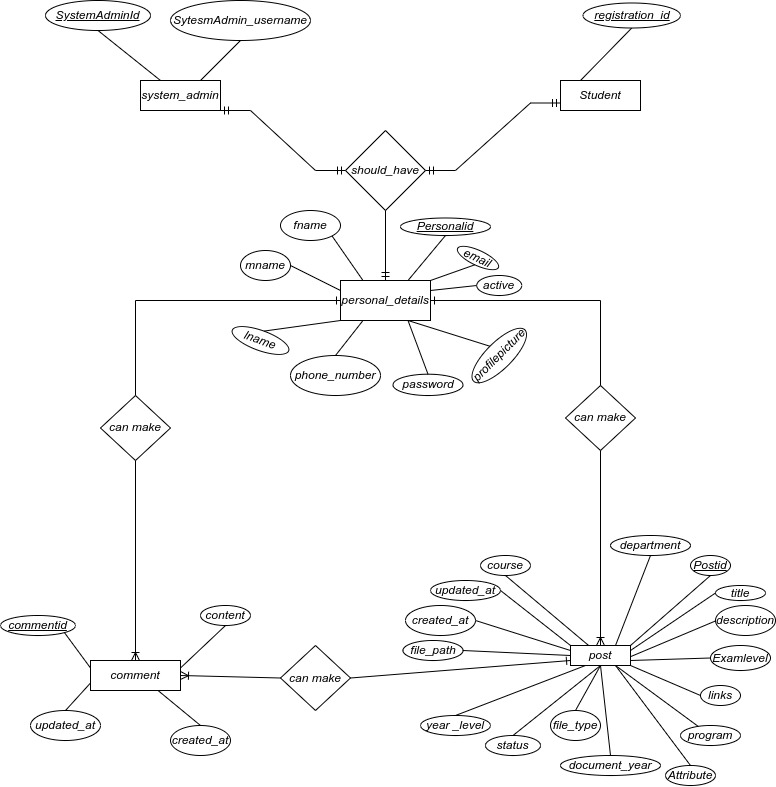 SystemAdminId
SytesmAdmin_username
registration_id
system_admin
Student
should_have
fname
Personalid
mname
email
active
personal_details
lname
profilepicture
phone_number
password
can make
can make
department
course
Postid
updated_at
title
created_at
description
content
commentid
file_path
post
Examlevel
comment
can make
links
year _level
file_type
updated_at
program
created_at
status
document_year
Attribute